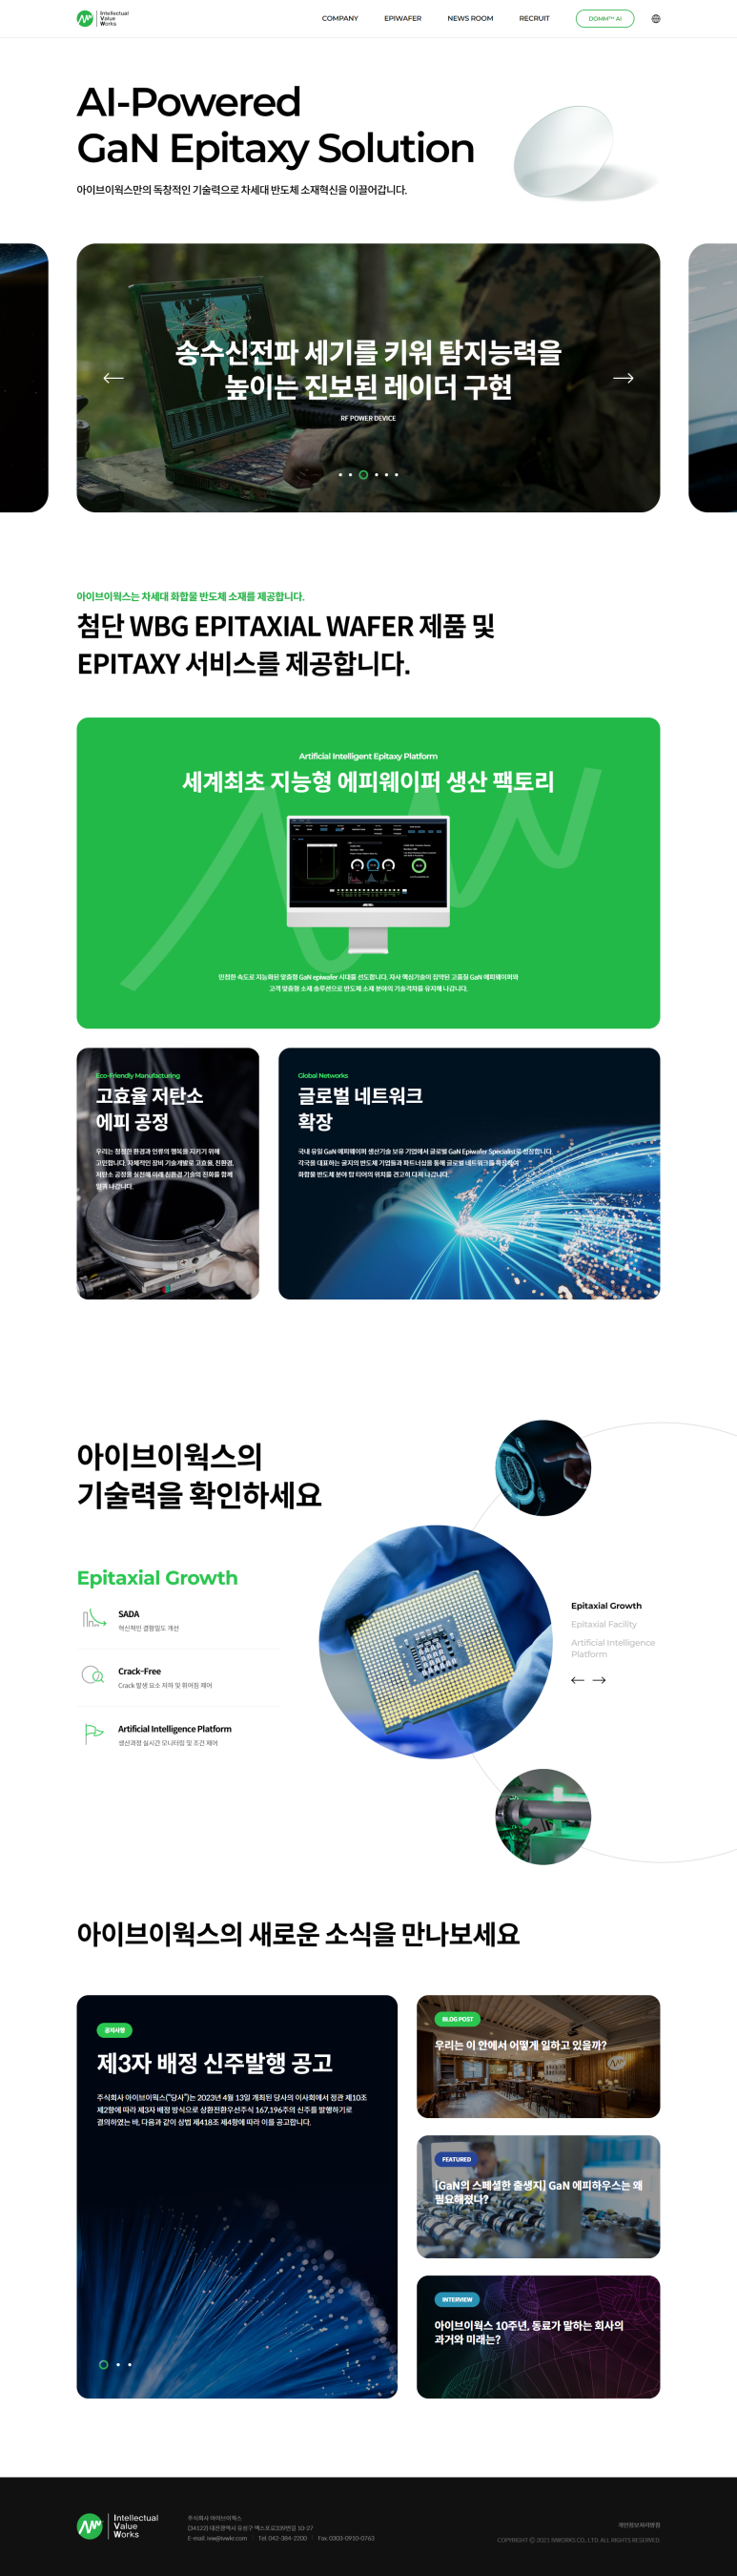 Intellectual
Value
Works
COMPANY
EPIWAFER
NEWS ROOM
RECRUIT
DOMM™ AI
AI-Powered
GaN Epitaxy Solution
아이브이웍스만의 독창적인 기술력으로 차세대 반도체 소재혁신을 이끌어갑니다.
송수신전파 세기를 키워 탐지능력을
높이는 진보된 레이더 구현
RF POWER DEVICE
아이브이웍스는 차세대 화합물 반도체 소재를 제공합니다.
첨단 WBG EPITAXIAL WAFER 제품 및
EPITAXY 서비스를 제공합니다.
Artificial Intelligent Epitaxy Platform
세계최초 지능형 에피웨이퍼 생산 팩토리
민첩한 속도로 지능화된 맞춤형 GaN epiwafer 시대를 선도합니다. 자사 핵심기술이 집약된 고품질 GaN 에피웨이퍼와
고객 맞춤형 소재 솔루션으로 반도체 소재 분야의 기술격차를 유지해 나갑니다.
Eco-Friendly Manufacturing
고효율 저탄소
에피 공정
우리는 청정한 환경과 인류의 행복을 지키기 위해
고민합니다. 자체적인 장비 기술개발로 고효율, 친환경,
저탄소 공정을 실현해 미래 친환경 기술의 진화를 함께
일궈 나갑니다.
Global Networks
글로벌 네트워크
확장
국내 유일 GaN 에피웨이퍼 생산기술 보유 기업에서 글로벌 GaN Epiwafer Specialist로 성장합니다.
각국을 대표하는 굴지의 반도체 기업들과 파트너십을 통해 글로벌 네트워크를 확장하여
화합물 반도체 분야 탑 티어의 위치를 견고히 다져 나갑니다.
아이브이웍스의
기술력을 확인하세요
Epitaxial Growth
SADA
혁신적인 결함밀도 개선
Crack-Free
Crack 발생 요소 저하 및 휘어짐 제어
Artificial Intelligence Platform
생산과정 실시간 모니터링 및 조건 제어
Epitaxial Growth
Epitaxial Facility
Artificial Intelligence
Platform
아이브이웍스의 새로운 소식을 만나보세요
공지사항
제3자 배정 신주발행 공고
주식회사 아이브이웍스("당사")는 2023년 4월 13일 개최된 당사의 이사회에서 정관 제10조
제2항에 따라 제3자 배정 방식으로 상환전환우선주식 167,196주의 신주를 발행하기로
결의하였는 바, 다음과 같이 상법 제418조 제4항에 따라 이를 공고합니다.
BLOG POST
우리는 이 안에서 어떻게 일하고 있을까?
FEATURED
[GaN의 스페셜한 출생지] GaN 에피하우스는 왜
필요해졌나?
INTERVIEW
아이브이웍스 10주년, 동료가 말하는 회사의
과거와 미래는?
Intellectual
Value
Works
주식회사 아이브이웍스
(34122) 대전광역시 유성구 엑스포로339번길 10-27
E-mail. ivw@ivwkr.com
Tel. 042-384-2200
Fax. 0303-0910-0763
개인정보처리방침
COPYRIGHT © 2021 IVWORKS CO., LTD. ALL RIGHTS RESERVED.